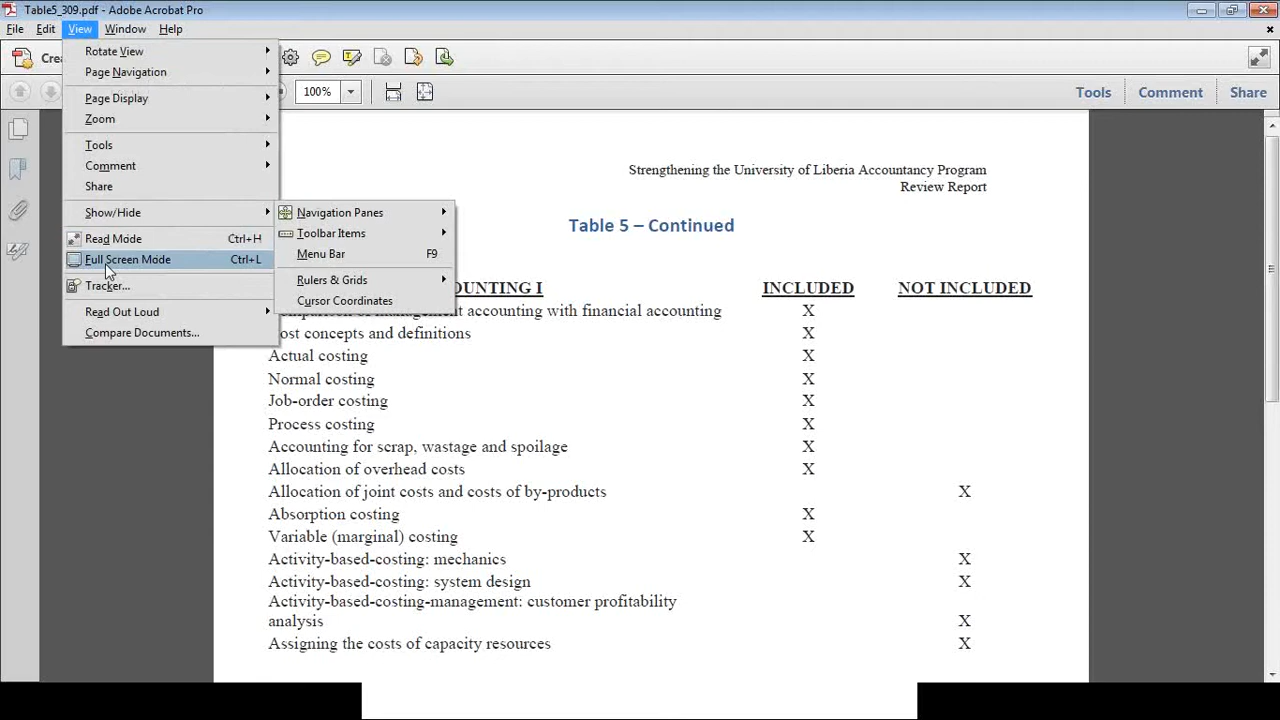 Table5_309.pdf - Adobe Acrobat Pro
File Edit View Window Help
Rotate View
Page Navigation
Page Display
Zoom
Tools
Comment
Share
Show/Hide
Read Mode Ctrl+H
Full Screen Mode Ctrl+L
Tracker...
Read Out Loud
Compare Documents...
Navigation Panes
Toolbar Items
Menu Bar F9
Rulers & Grids
Cursor Coordinates
100%
Tools Comment Share
Strengthening the University of Liberia Accountancy Program
Review Report
Table 5 – Continued
INCLUDED NOT INCLUDED
management accounting with financial accounting X
cost concepts and definitions X
Actual costing X
Normal costing X
Job-order costing X
Process costing X
Accounting for scrap, wastage and spoilage X
Allocation of overhead costs X
Allocation of joint costs and costs of by-products X
Absorption costing X
Variable (marginal) costing X
Activity-based-costing: mechanics X
Activity-based-costing: system design X
Activity-based-costing-management: customer profitability
analysis X
Assigning the costs of capacity resources X